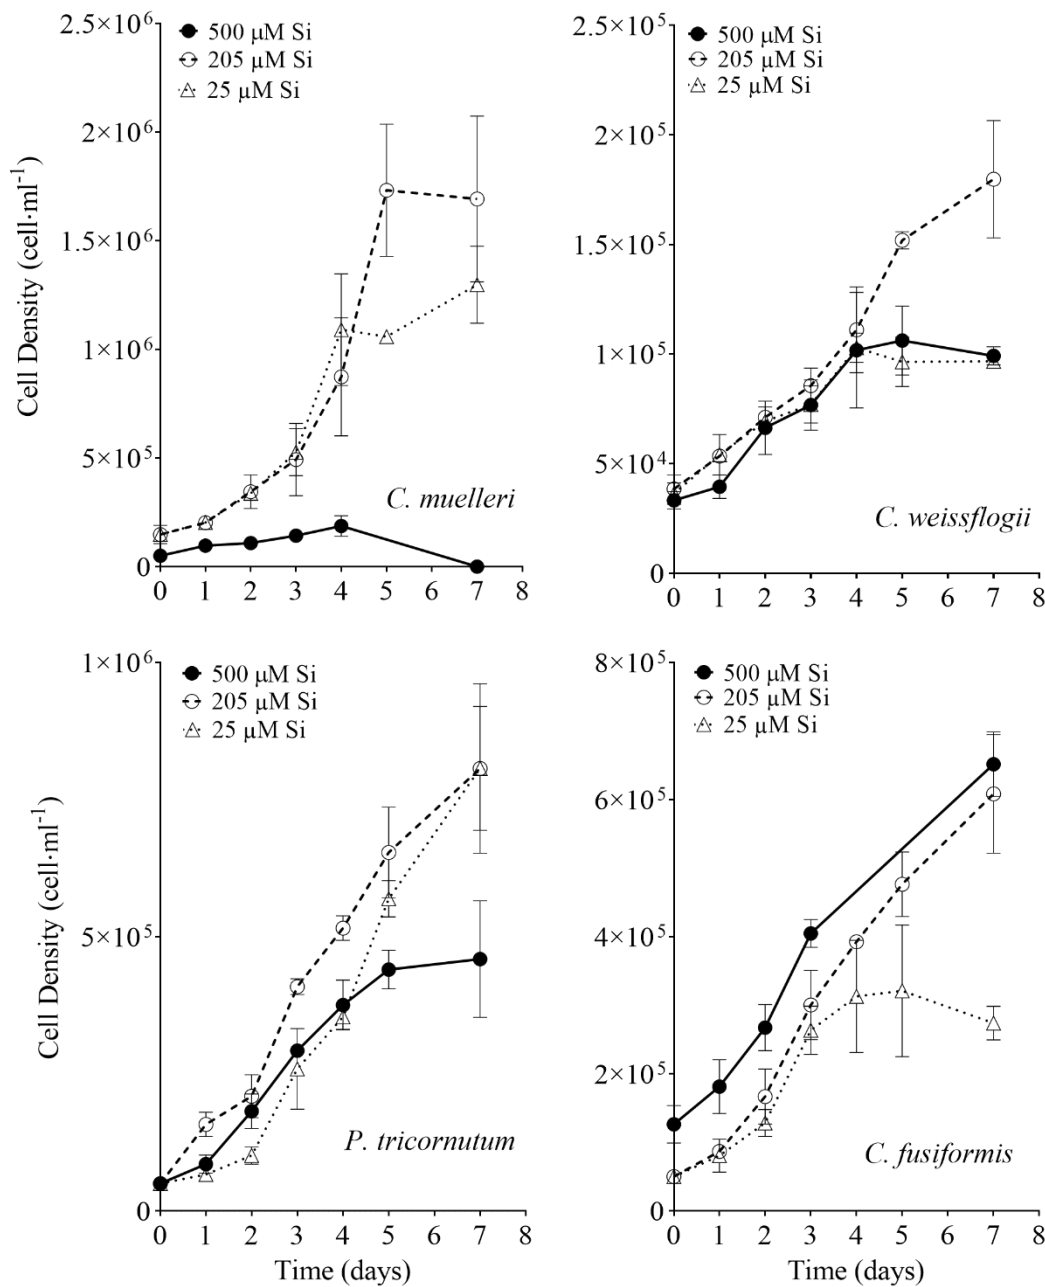 2.5×10⁶
500 µM Si
205 µM Si
25 µM Si
2×10⁶
1.5×10⁶
1×10⁶
5×10⁵
0
Cell Density (cell·ml⁻¹)
C. muelleri
0 1 2 3 4 5 6 7 8
2.5×10⁵
500 µM Si
205 µM Si
25 µM Si
2×10⁵
1.5×10⁵
1×10⁵
5×10⁴
0
C. weissflogii
0 1 2 3 4 5 6 7 8
1×10⁶
500 µM Si
205 µM Si
25 µM Si
5×10⁵
0
Cell Density (cell·ml⁻¹)
P. tricornutum
0 1 2 3 4 5 6 7 8
Time (days)
8×10⁵
500 µM Si
205 µM Si
25 µM Si
6×10⁵
4×10⁵
2×10⁵
0
C. fusiformis
0 1 2 3 4 5 6 7 8
Time (days)